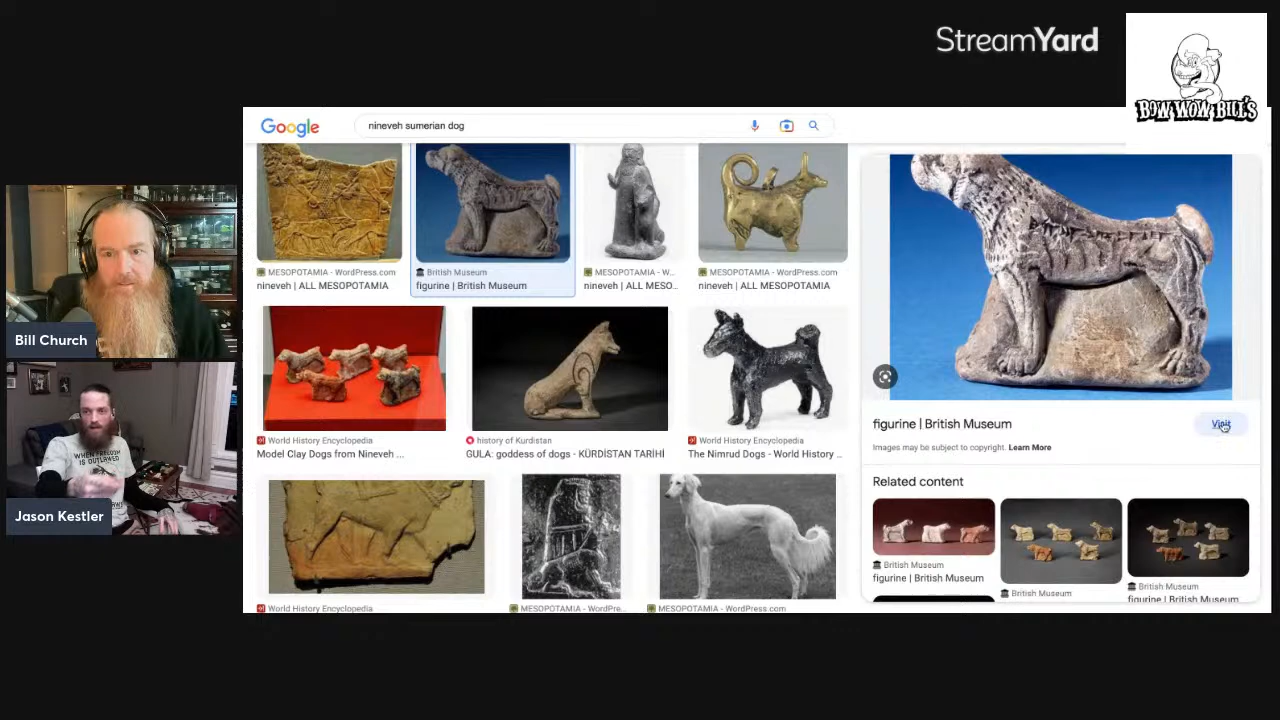 StreamYard
BOW WOW BILL'S
Google
nineveh sumerian dog
MESOPOTAMIA - WordPress.com
nineveh | ALL MESOPOTAMIA
British Museum
figurine | British Museum
MESOPOTAMIA - W...
nineveh | ALL MESO...
MESOPOTAMIA - WordPress.com
nineveh | ALL MESOPOTAMIA
World History Encyclopedia
Model Clay Dogs from Nineveh ...
history of Kurdistan
GULA: goddess of dogs - KÜRDİSTAN TARİHİ
World History Encyclopedia
The Nimrud Dogs - World History ...
World History Encyclopedia
MESOPOTAMIA - WordPre...
MESOPOTAMIA - WordPress.com
figurine | British Museum
Visit
Images may be subject to copyright. Learn More
Related content
British Museum
figurine | British Museum
British Museum
British Museum
figurine | British Museum
Bill Church
WHEN FREEDOM
IS OUTLAWED
Jason Kestler